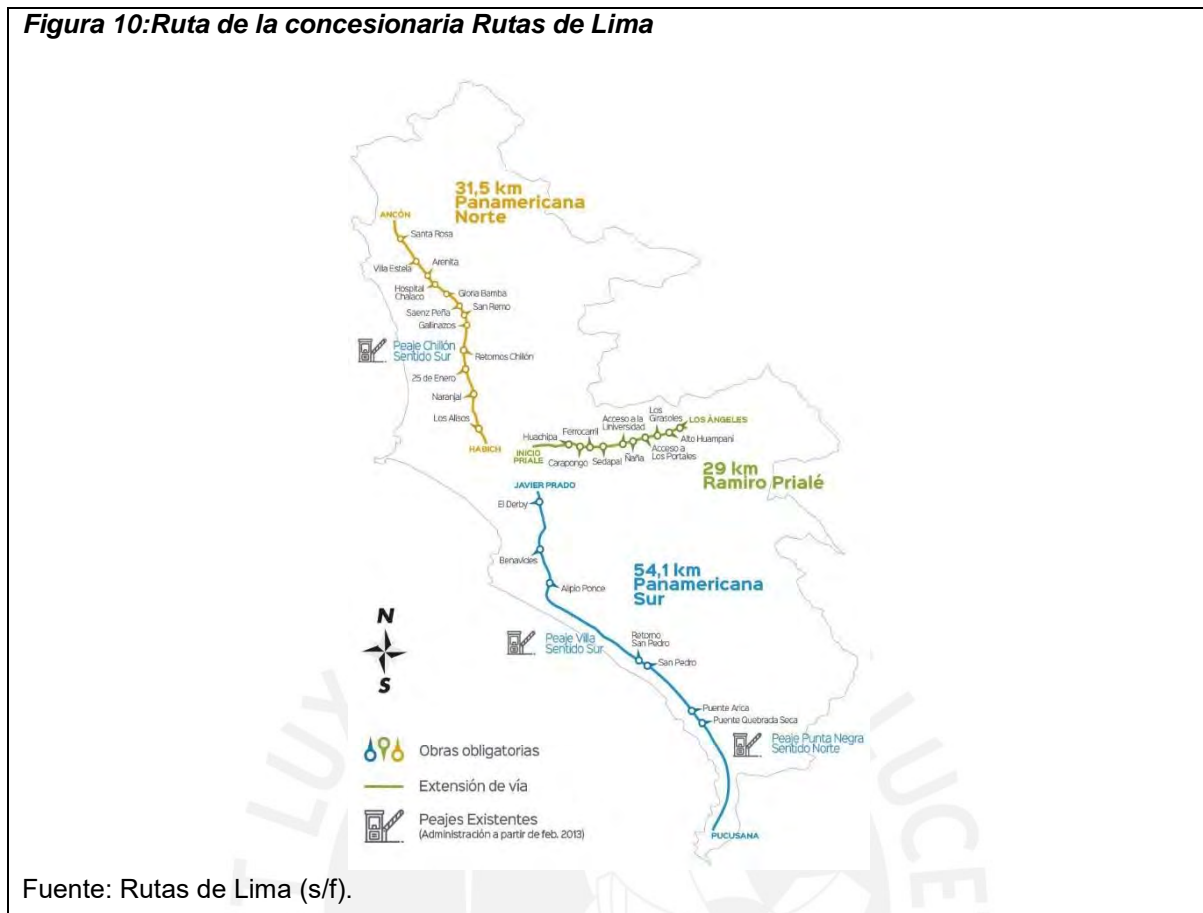 Figura 10:Ruta de la concesionaria Rutas de Lima
31,5 km
Panamericana
Norte
ANCÓN
Santa Rosa
Villa Estela
Arenita
Hospital
Chalaco
Gloria Bamba
Saenz Peña
San Remo
Gallinazos
Peaje Chillón
Sentido Sur
Retornos Chillón
25 de Enero
Naranjal
Los Alisos
HABICH
INICIO
PRIALE
Huachipa
Carapongo
Ferrocarril
Sedapal
Acceso a la
Universidad
Ñaña
Acceso a
Los Portales
Los
Girasoles
Alto Huampaní
LOS ÁNGELES
29 km
Ramiro Prialé
JAVIER PRADO
El Derby
Benavides
Alipio Ponce
54,1 km
Panamericana
Sur
Peaje Villa
Sentido Sur
Retorno
San Pedro
San Pedro
Puente Arica
Puente Quebrada Seca
Peaje Punta Negra
Sentido Norte
PUCUSANA
N
S
Obras obligatorias
Extensión de vía
Peajes Existentes
(Administración a partir de feb. 2013)
Fuente: Rutas de Lima (s/f).